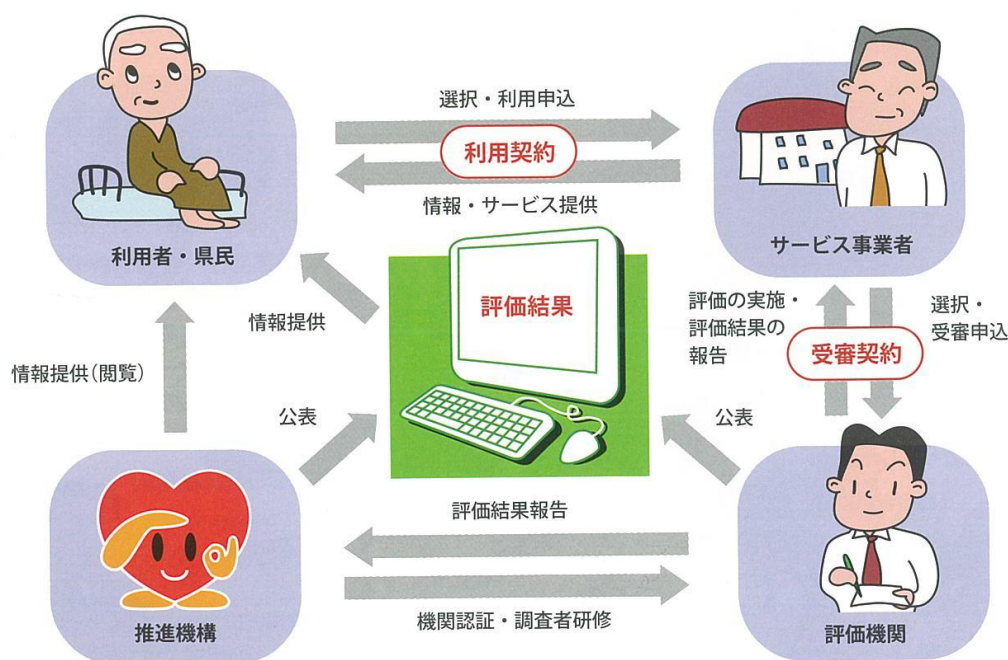 選択・利用申込
利用契約
情報・サービス提供
利用者・県民
サービス事業者
評価結果
情報提供
評価の実施・
評価結果の
報告
選択・
受審申込
受審契約
情報提供（閲覧）
公表
公表
評価結果報告
機関認証・調査者研修
推進機構
評価機関